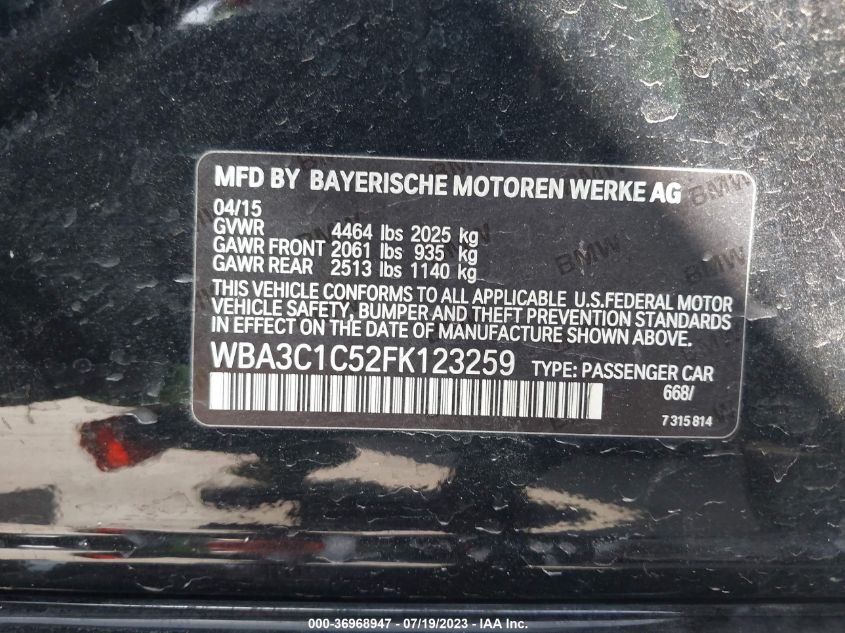 MFD BY BAYERISCHE MOTOREN WERKE AG
04/15
GVWR 4464 lbs 2025 kg
GAWR FRONT 2061 lbs 935 kg
GAWR REAR 2513 lbs 1140 kg
THIS VEHICLE CONFORMS TO ALL APPLICABLE U.S.FEDERAL MOTOR
VEHICLE SAFETY, BUMPER AND THEFT PREVENTION STANDARDS
IN EFFECT ON THE DATE OF MANUFACTURE SHOWN ABOVE.
WBA3C1C52FK123259 TYPE: PASSENGER CAR
668/
7 315 814
000-36968947 - 07/19/2023 - IAA Inc.